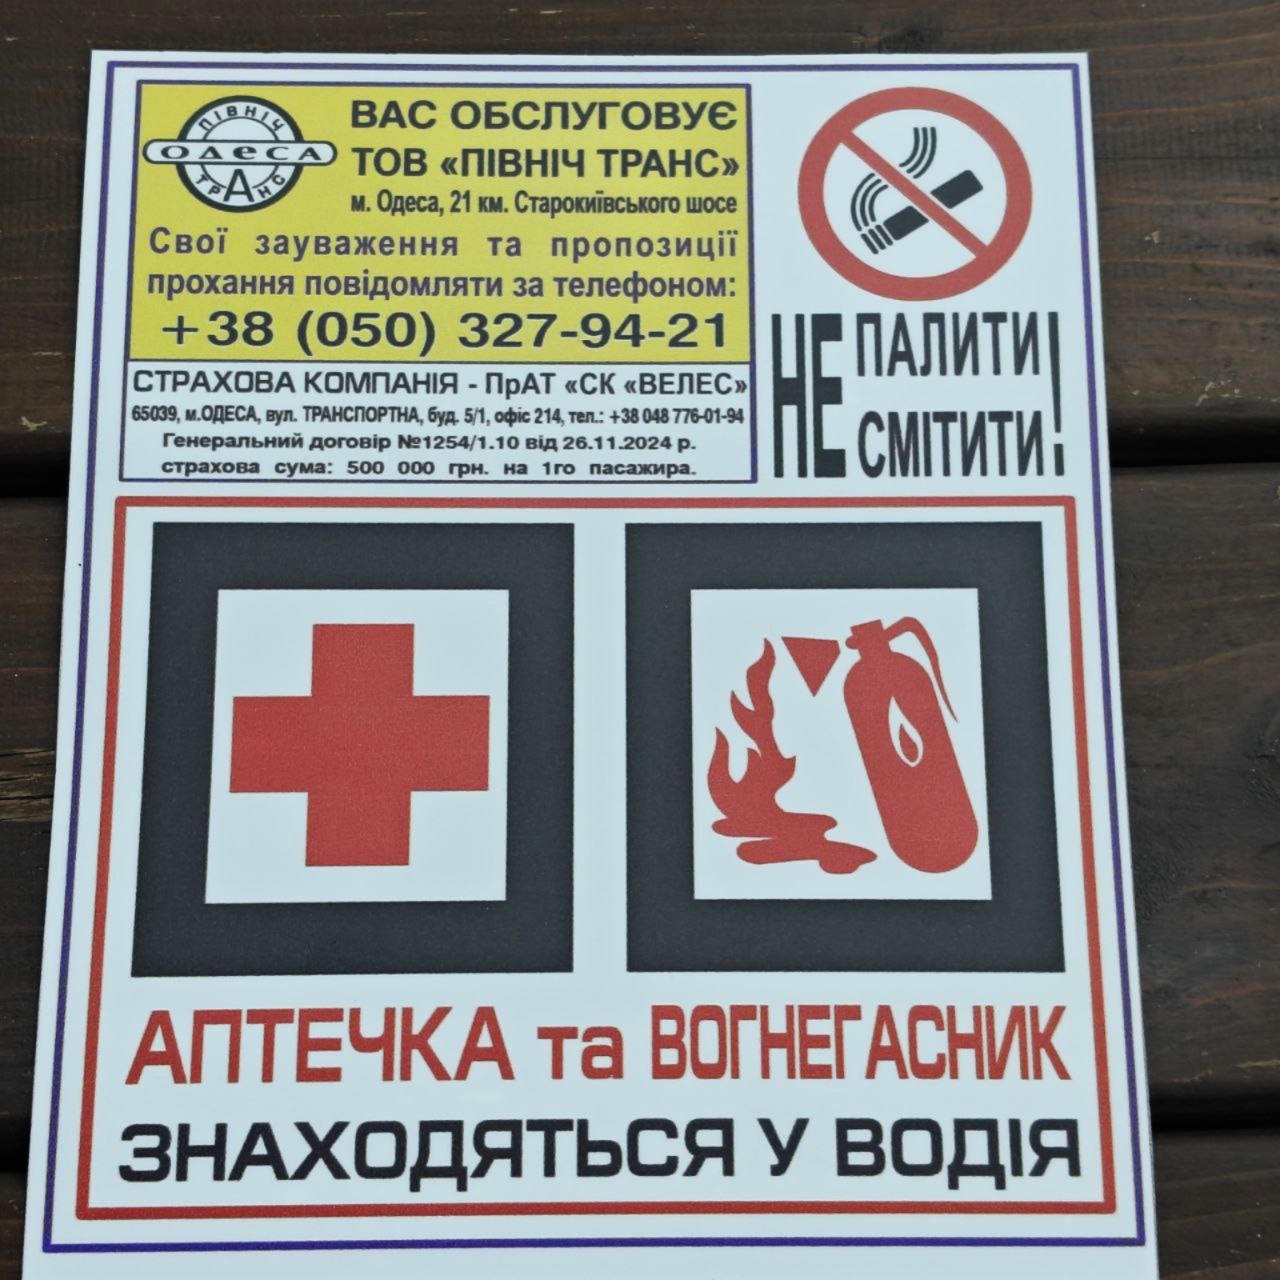 ПІВНІЧ
ОДЕСА
ТРАНС
ВАС ОБСЛУГОВУЄ
ТОВ «ПІВНІЧ ТРАНС»
м. Одеса, 21 км. Старокиївського шосе
Свої зауваження та пропозиції
прохання повідомляти за телефоном:
+38 (050) 327-94-21
СТРАХОВА КОМПАНІЯ - ПрАТ «СК «ВЕЛЕС»
65039, м.ОДЕСА, вул. ТРАНСПОРТНА, буд. 5/1, офіс 214, тел.: +38 048 776-01-94
Генеральний договір №1254/1.10 від 26.11.2024 р.
страхова сума: 500 000 грн. на 1го пасажира.
НЕ ПАЛИТИ
СМІТИТИ!
АПТЕЧКА та ВОГНЕГАСНИК
ЗНАХОДЯТЬСЯ У ВОДІЯ